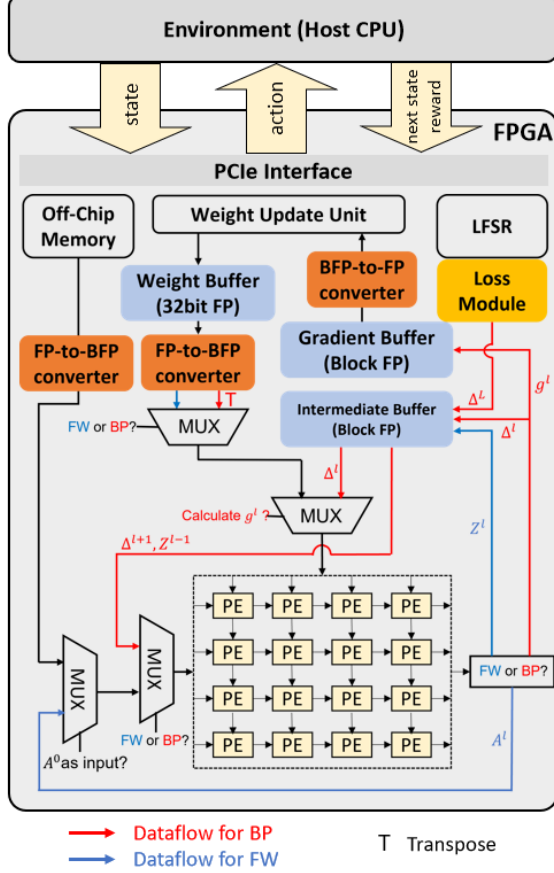 Environment (Host CPU)
state
action
next state
reward
FPGA
PCIe Interface
Off-Chip
Memory
Weight Update Unit
LFSR
Weight Buffer
(32bit FP)
BFP-to-FP
converter
Loss
Module
FP-to-BFP
converter
FP-to-BFP
converter
Gradient Buffer
(Block FP)
T
Δ^L
g^l
FW or BP?
MUX
Intermediate Buffer
(Block FP)
Δ^l
Δ^l
Calculate g^l ?
MUX
Z^l
Δ^{l+1}, Z^{l-1}
PE PE PE PE
PE PE PE PE
MUX
MUX
FW or BP?
PE PE PE PE
FW or BP?
PE PE PE PE
A^0 as input?
A^l
Dataflow for BP
T Transpose
Dataflow for FW